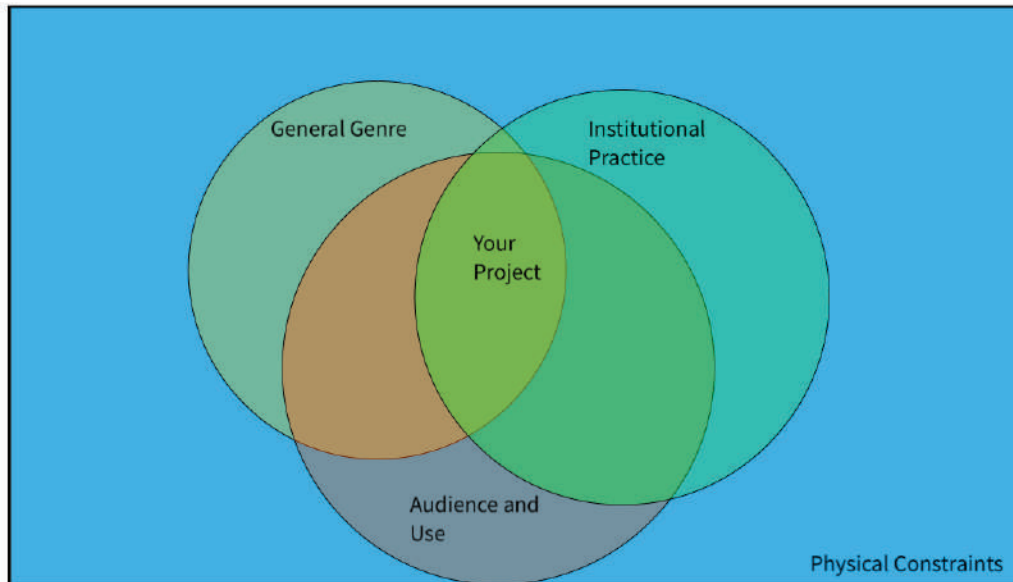 General Genre
Institutional
Practice
Your
Project
Audience and
Use
Physical Constraints